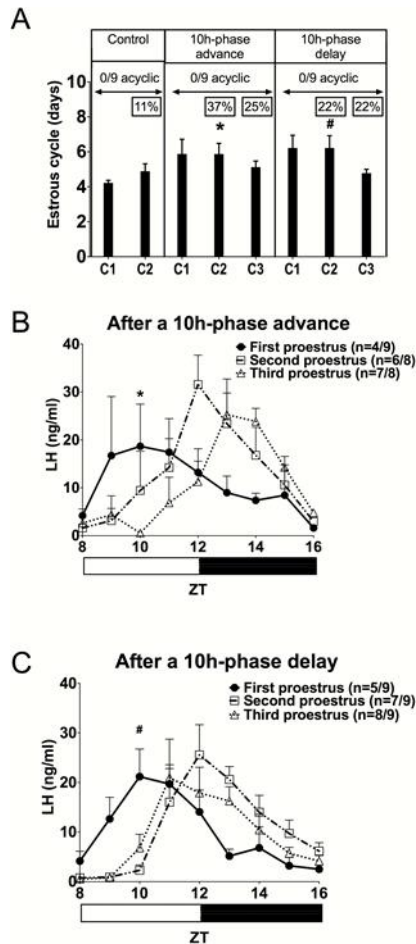 A
Control
10h-phase advance
10h-phase delay
0/9 acyclic
0/9 acyclic
0/9 acyclic
11%
37%
25%
22%
22%
*
#
Estrous cycle (days)
10
8
6
4
2
0
C1 C2 C1 C2 C3 C1 C2 C3
B
After a 10h-phase advance
First proestrus (n=4/9)
Second proestrus (n=6/8)
Third proestrus (n=7/8)
*
LH (ng/ml)
40
30
20
10
0
8 10 12 14 16
ZT
C
After a 10h-phase delay
First proestrus (n=5/9)
Second proestrus (n=7/9)
Third proestrus (n=8/9)
#
LH (ng/ml)
40
30
20
10
0
8 10 12 14 16
ZT